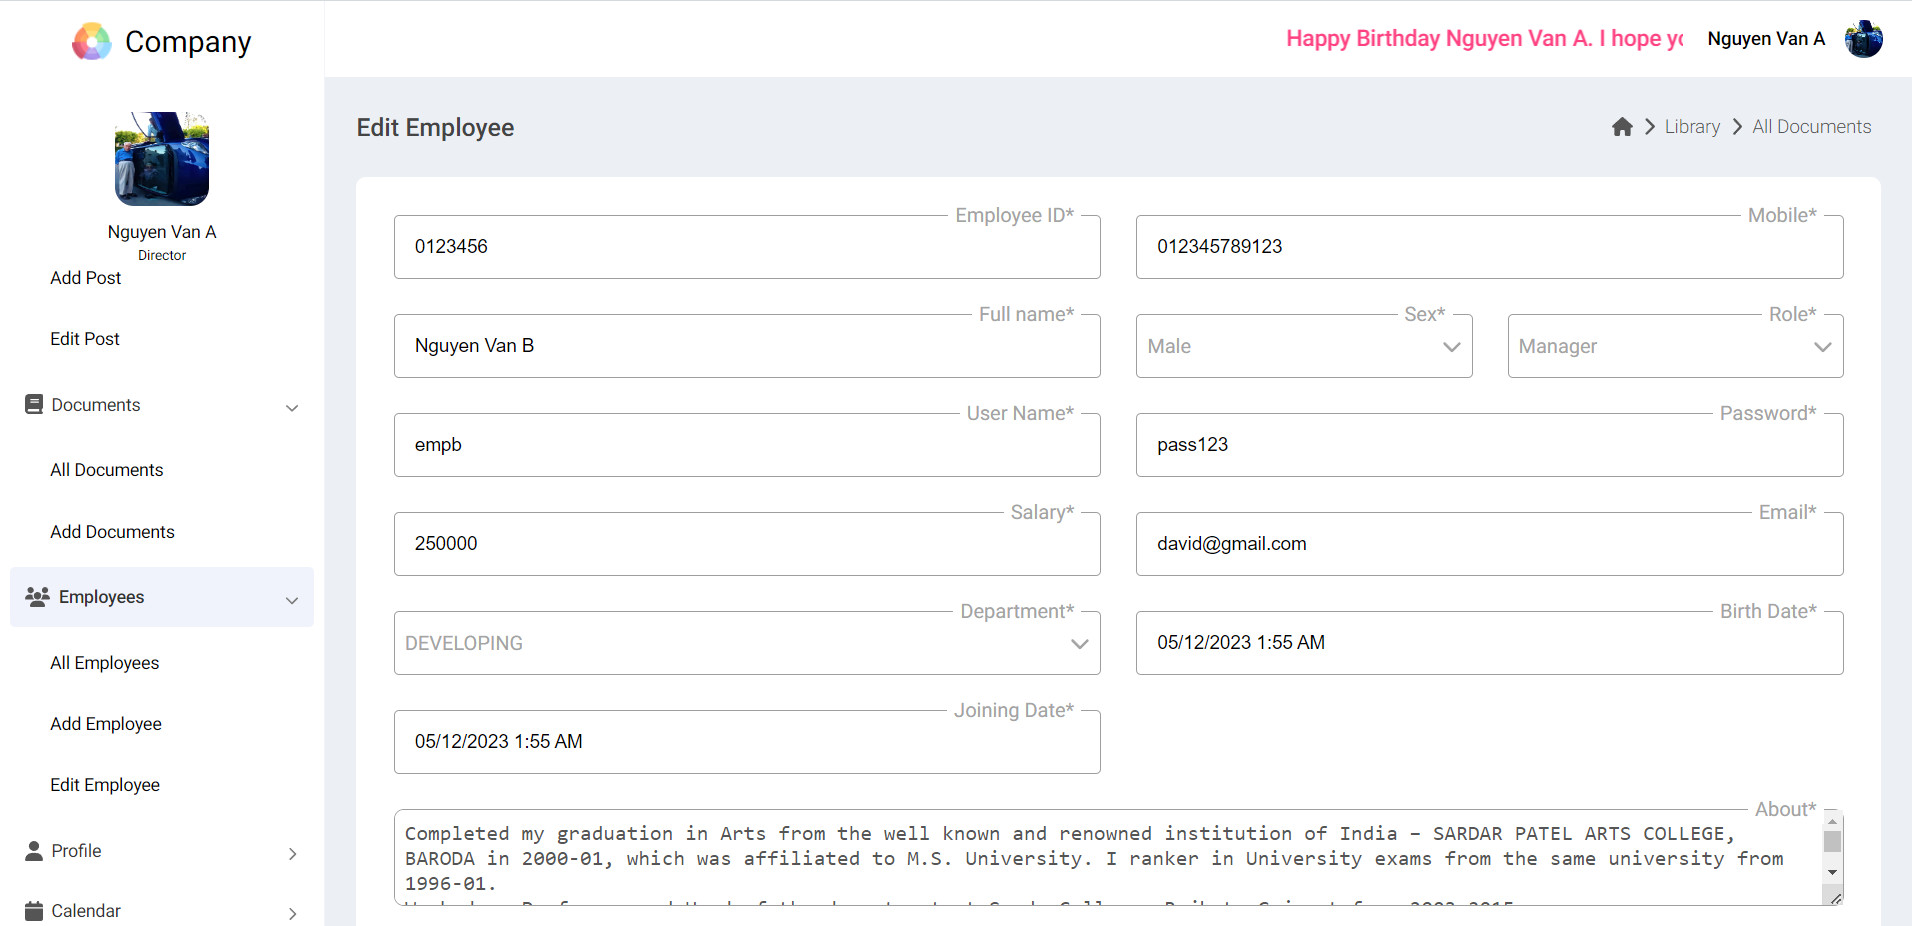 Company
Happy Birthday Nguyen Van A. I hope
Nguyen Van A
Nguyen Van A
Director
Add Post
Edit Post
Documents
All Documents
Add Documents
Employees
All Employees
Add Employee
Edit Employee
Profile
Calendar
Edit Employee
Library
All Documents
Employee ID*
0123456
Mobile*
012345789123
Full name*
Nguyen Van B
Sex*
Male
Role*
Manager
User Name*
empb
Password*
pass123
Salary*
250000
Email*
david@gmail.com
Department*
DEVELOPING
Birth Date*
05/12/2023 1:55 AM
Joining Date*
05/12/2023 1:55 AM
About*
Completed my graduation in Arts from the well known and renowned institution of India – SARDAR PATEL ARTS COLLEGE,
BARODA in 2000-01, which was affiliated to M.S. University. I ranker in University exams from the same university from
1996-01.